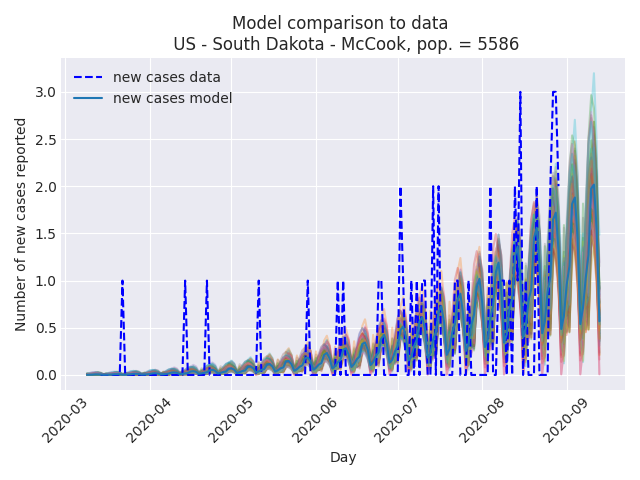 Model comparison to data
US - South Dakota - McCook, pop. = 5586
new cases data
new cases model
Number of new cases reported
3.0
2.5
2.0
1.5
1.0
0.5
0.0
2020-03
2020-04
2020-05
2020-06
2020-07
2020-08
2020-09
Day